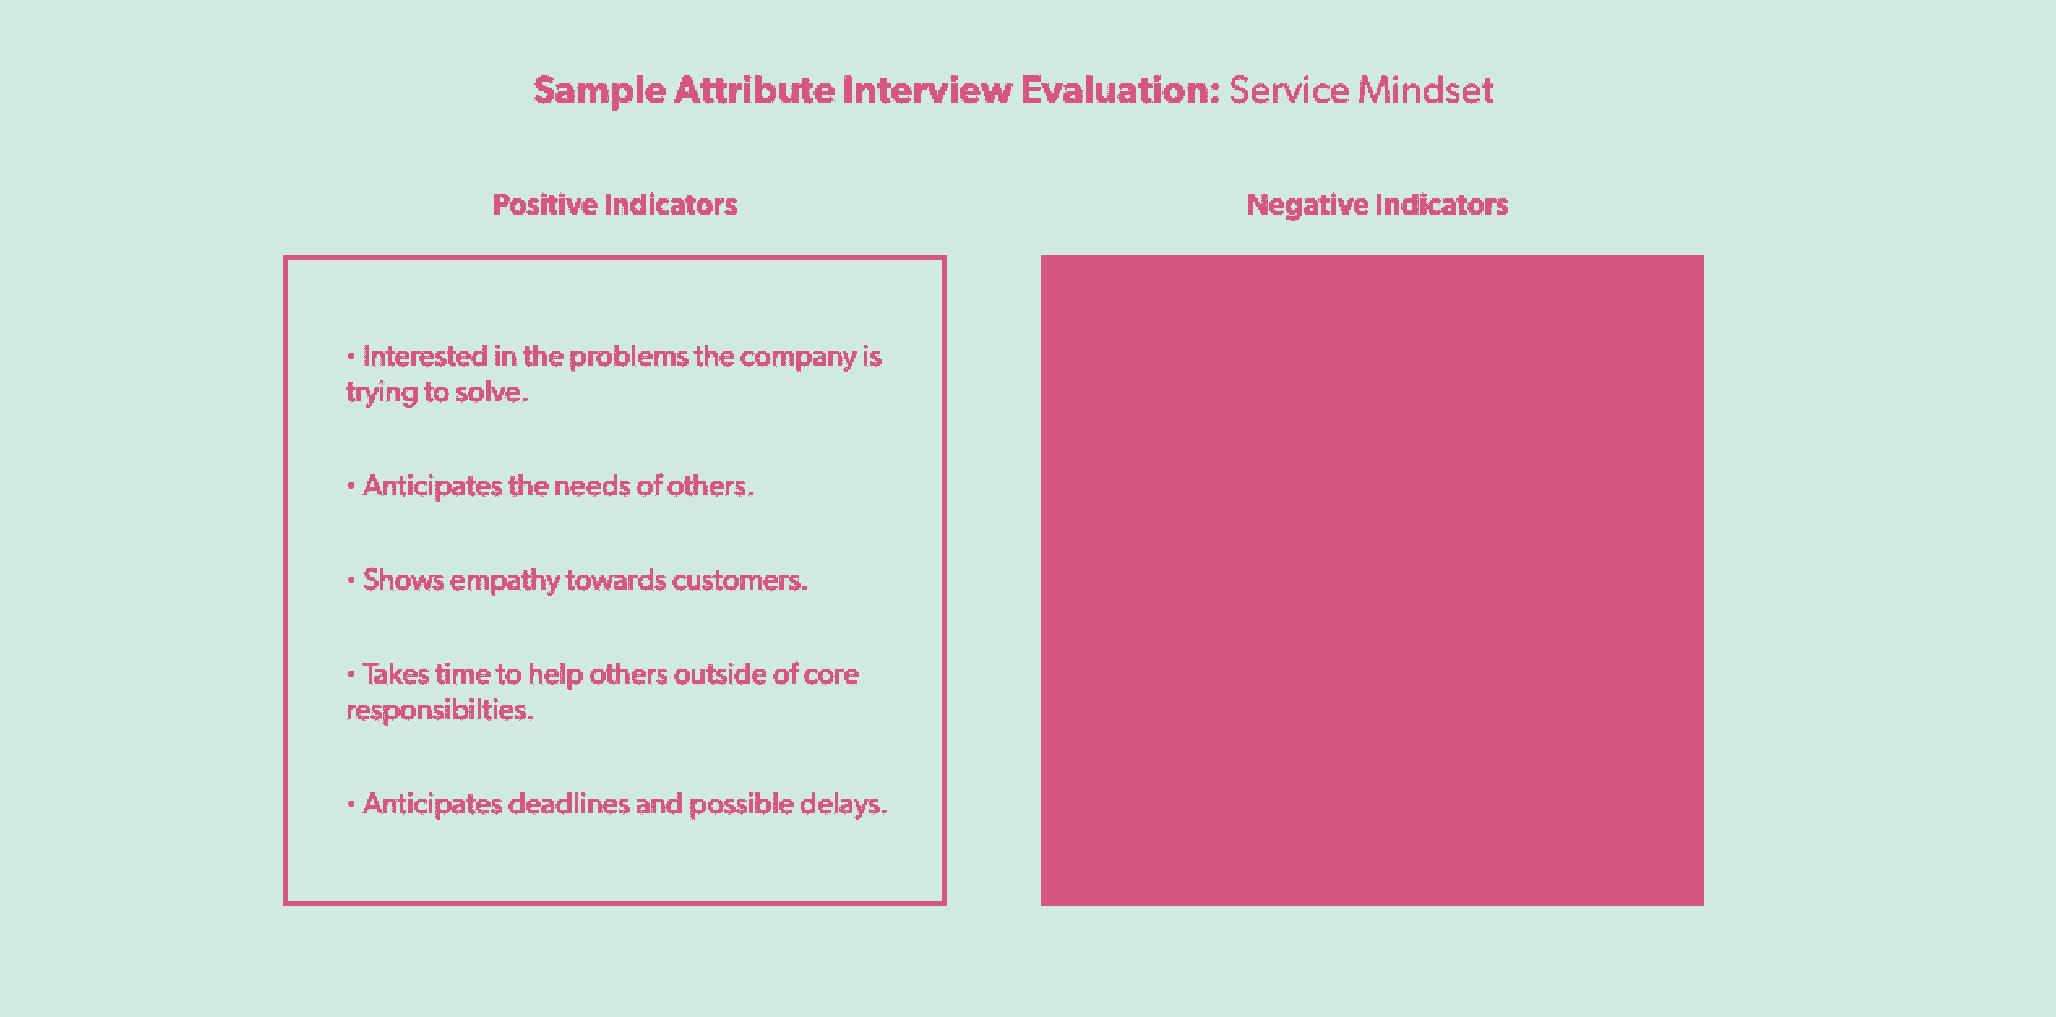 Sample Attribute Interview Evaluation: Service Mindset
Positive Indicators
• Interested in the problems the company is
trying to solve.
• Anticipates the needs of others.
• Shows empathy towards customers.
• Takes time to help others outside of core
responsibilties.
• Anticipates deadlines and possible delays.
Negative Indicators